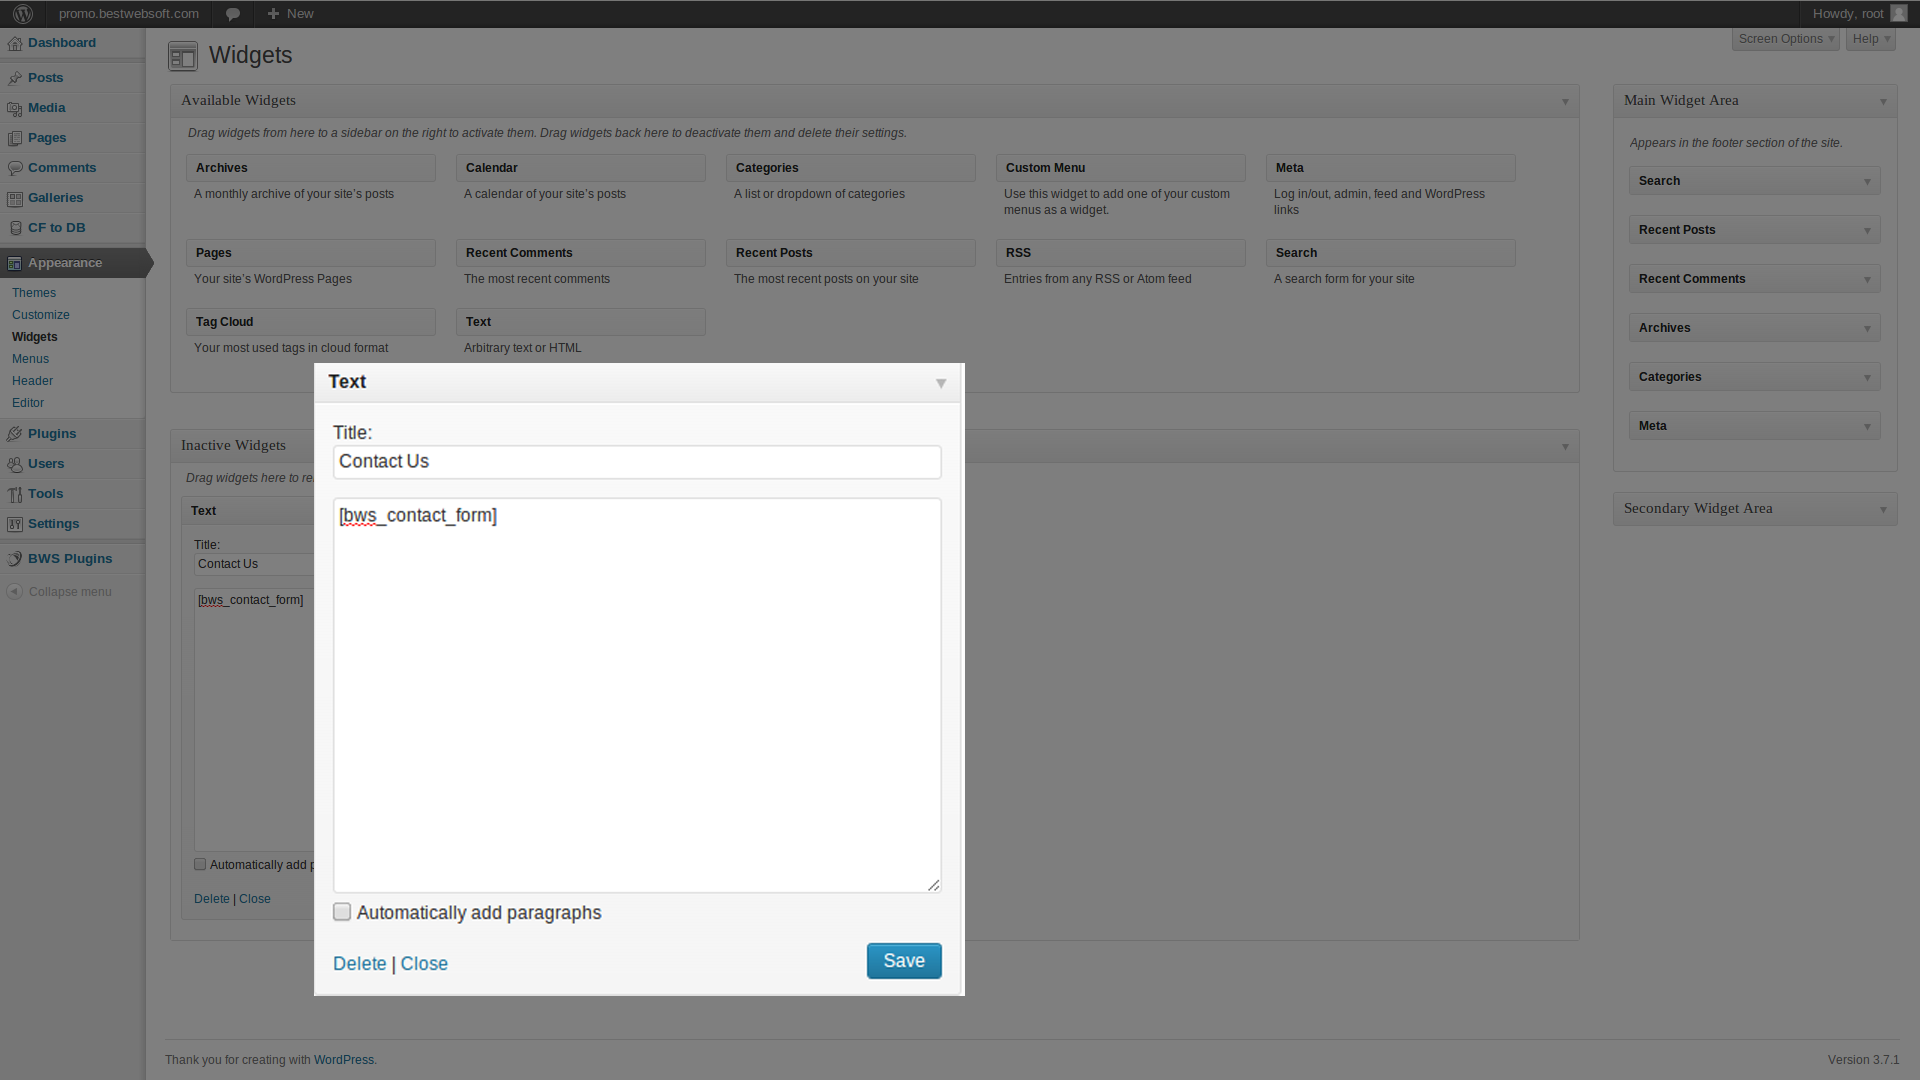 promo.bestwebsoft.com
New
Howdy, root
Dashboard
Posts
Media
Pages
Comments
Galleries
CF to DB
Appearance
Themes
Customize
Widgets
Menus
Header
Editor
Plugins
Users
Tools
Settings
BWS Plugins
Collapse menu
Screen Options
Help
Widgets
Available Widgets
Drag widgets from here to a sidebar on the right to activate them. Drag widgets back here to deactivate them and delete their settings.
Archives
A monthly archive of your site's posts
Calendar
A calendar of your site's posts
Categories
A list or dropdown of categories
Custom Menu
Use this widget to add one of your custom
menus as a widget.
Meta
Log in/out, admin, feed and WordPress
links
Pages
Your site's WordPress Pages
Recent Comments
The most recent comments
Recent Posts
The most recent posts on your site
RSS
Entries from any RSS or Atom feed
Search
A search form for your site
Tag Cloud
Your most used tags in cloud format
Text
Arbitrary text or HTML
Inactive Widgets
Drag widgets here to re
Text
Title:
Contact Us
[bws_contact_form]
Automatically add p
Delete | Close
Text
Title:
Contact Us
[bws_contact_form]
Automatically add paragraphs
Delete | Close
Save
Main Widget Area
Appears in the footer section of the site.
Search
Recent Posts
Recent Comments
Archives
Categories
Meta
Secondary Widget Area
Thank you for creating with WordPress.
Version 3.7.1